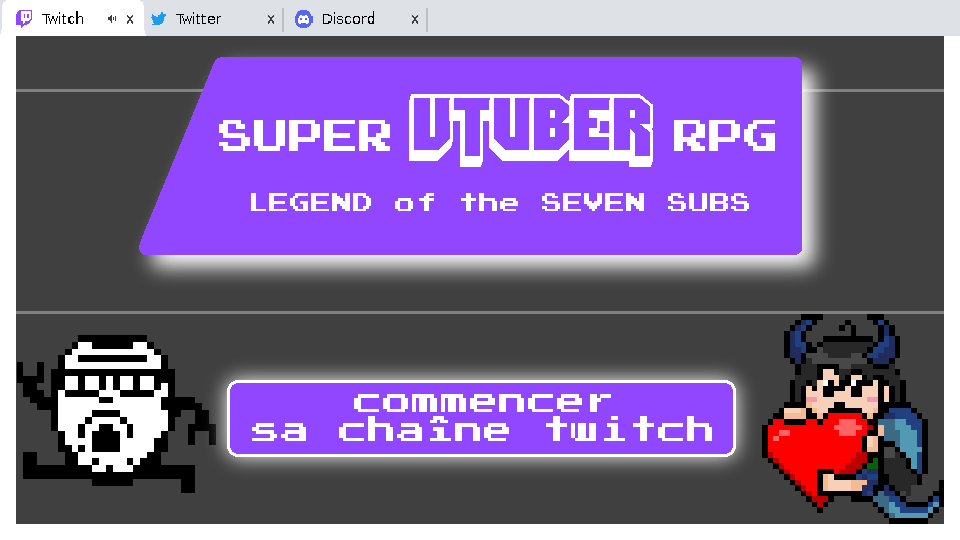 Twitch x Twitter x Discord x
SUPER VTUBER RPG
LEGEND of the SEVEN SUBS
commencer
sa chaîne twitch